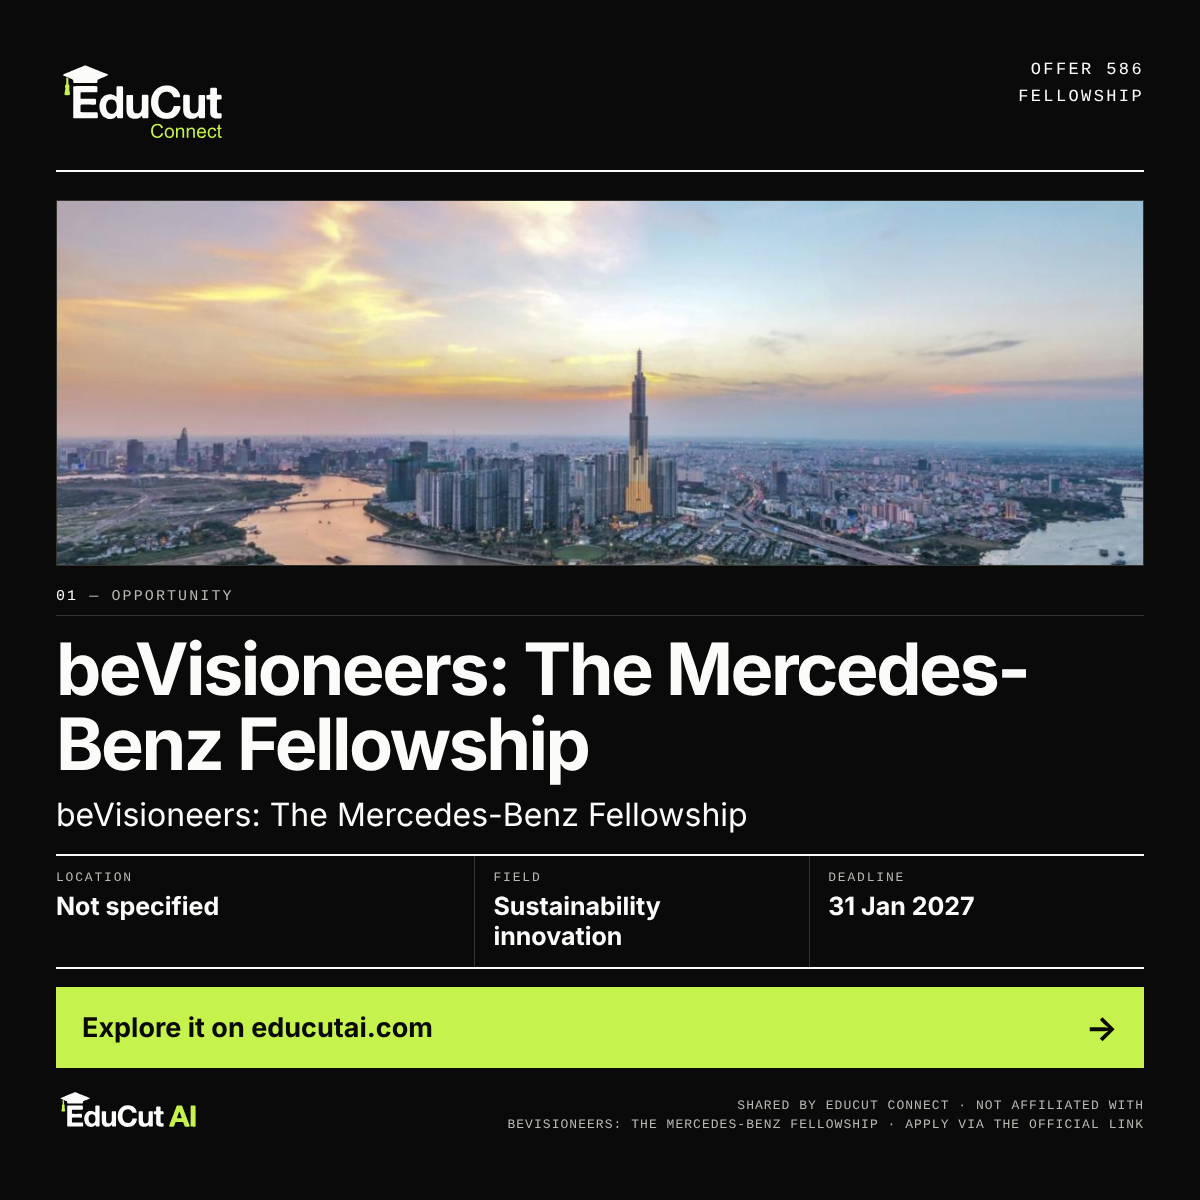 EduCut
Connect
OFFER 586
FELLOWSHIP
01 — OPPORTUNITY
beVisioneers: The Mercedes-
Benz Fellowship
beVisioneers: The Mercedes-Benz Fellowship
LOCATION
Not specified
FIELD
Sustainability
innovation
DEADLINE
31 Jan 2027
Explore it on educutai.com →
EduCut AI
SHARED BY EDUCUT CONNECT · NOT AFFILIATED WITH
BEVISIONEERS: THE MERCEDES-BENZ FELLOWSHIP · APPLY VIA THE OFFICIAL LINK